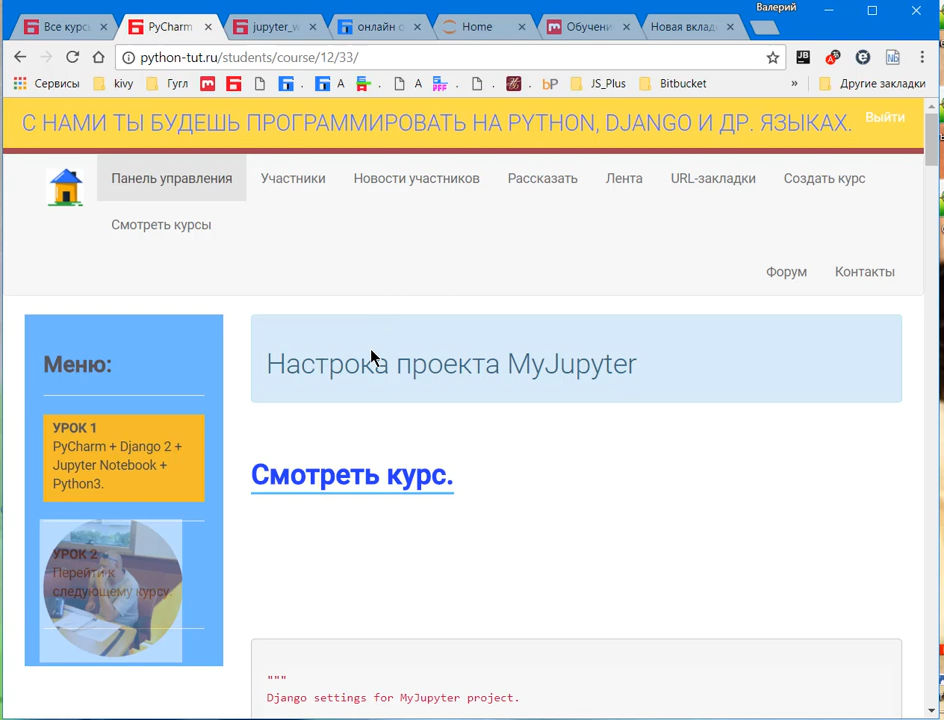 Валерий
Все курс
PyCharm
jupyter_w
онлайн о
Home
Обучени
Новая вклад
python-tut.ru/students/course/12/33/
Сервисы
kivy
Гугл
.
А
.
А
.
.
bP
JS_Plus
Bitbucket
»
Другие закладки
С НАМИ ТЫ БУДЕШЬ ПРОГРАММИРОВАТЬ НА PYTHON, DJANGO И ДР. ЯЗЫКАХ.
Выйти
Панель управления
Участники
Новости участников
Рассказать
Лента
URL-закладки
Создать курс
Смотреть курсы
Форум
Контакты
Меню:
УРОК 1
PyCharm + Django 2 +
Jupyter Notebook +
Python3.
УРОК 2
Перейти к
следующему курсу.
Настрока проекта MyJupyter
Смотреть курс.
"""
Django settings for MyJupyter project.